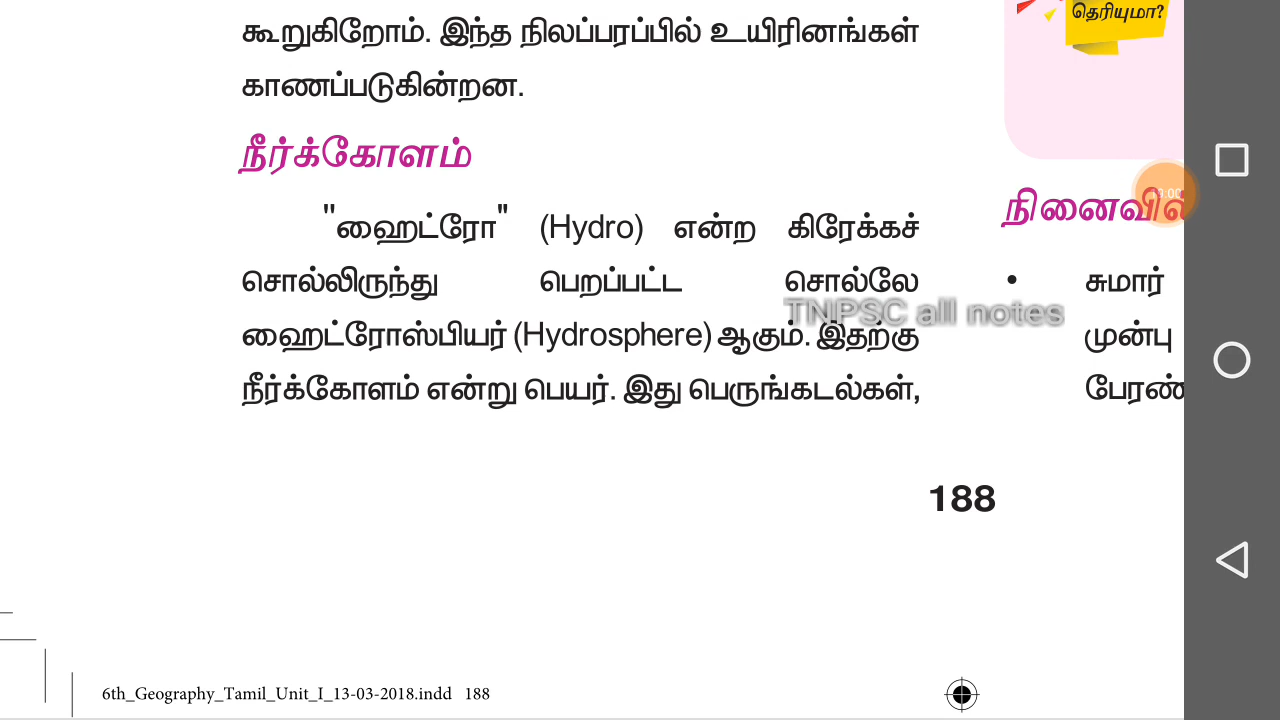 கூறுகிறோம். இந்த நிலப்பரப்பில் உயிரினங்கள்
காணப்படுகின்றன.
நீர்க்கோளம்
"ஹைட்ரோ" (Hydro) என்ற கிரேக்கச்
சொல்லிருந்து பெறப்பட்ட சொல்லே
ஹைட்ரோஸ்பியர் (Hydrosphere) ஆகும். இதற்கு
நீர்க்கோளம் என்று பெயர். இது பெருங்கடல்கள்,
தெரியுமா?
நினைவில்
• சுமார்
முன்பு
பேரண்
TNPSC all notes
188
6th_Geography_Tamil_Unit_I_13-03-2018.indd 188